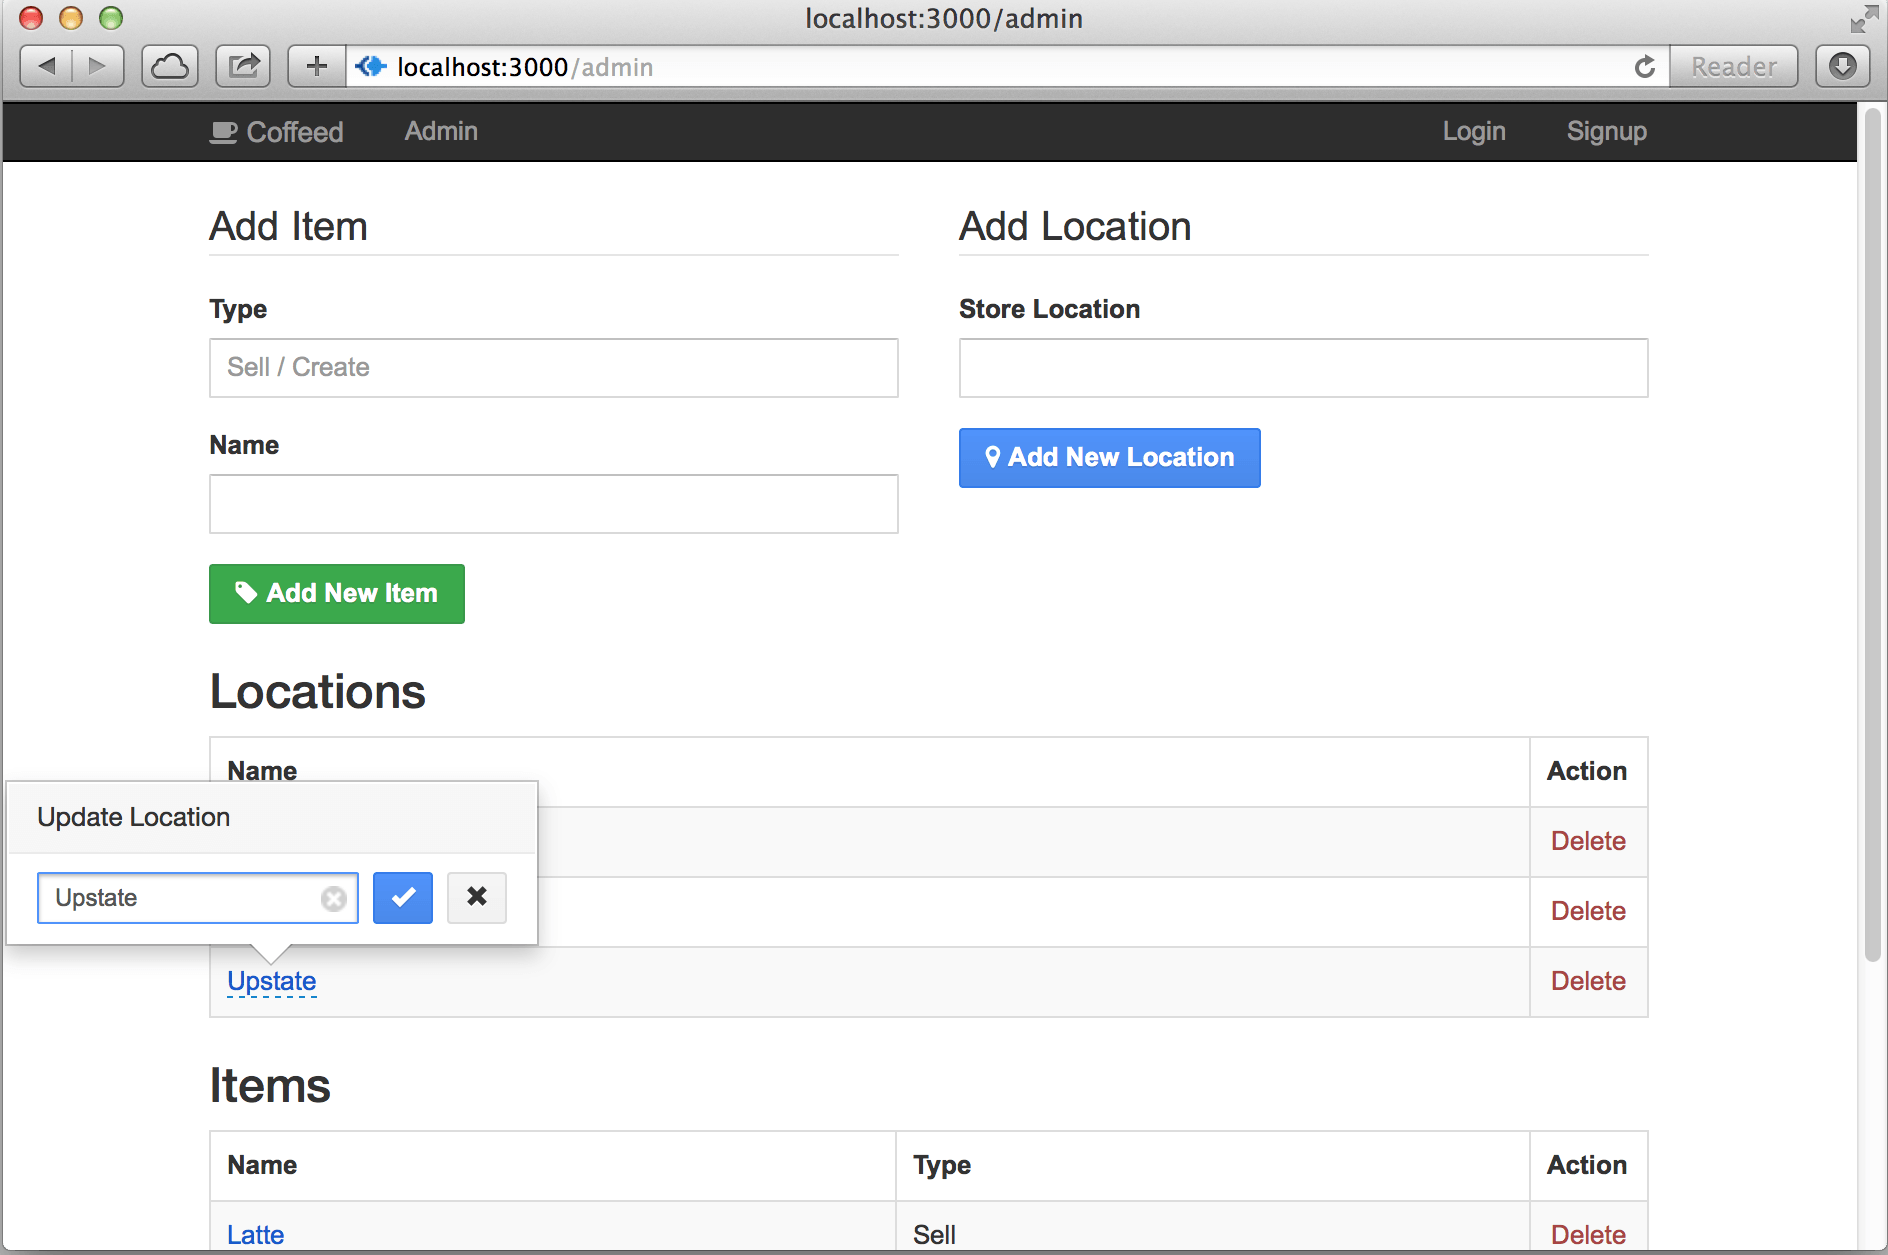 localhost:3000/admin
localhost:3000/admin
Reader
Coffeed Admin Login Signup
Add Item
Type
Sell / Create
Name
Add New Item
Add Location
Store Location
Add New Location
Locations
Name Action
Delete
Delete
Update Location
Upstate
Upstate Delete
Items
Name Type Action
Latte Sell Delete